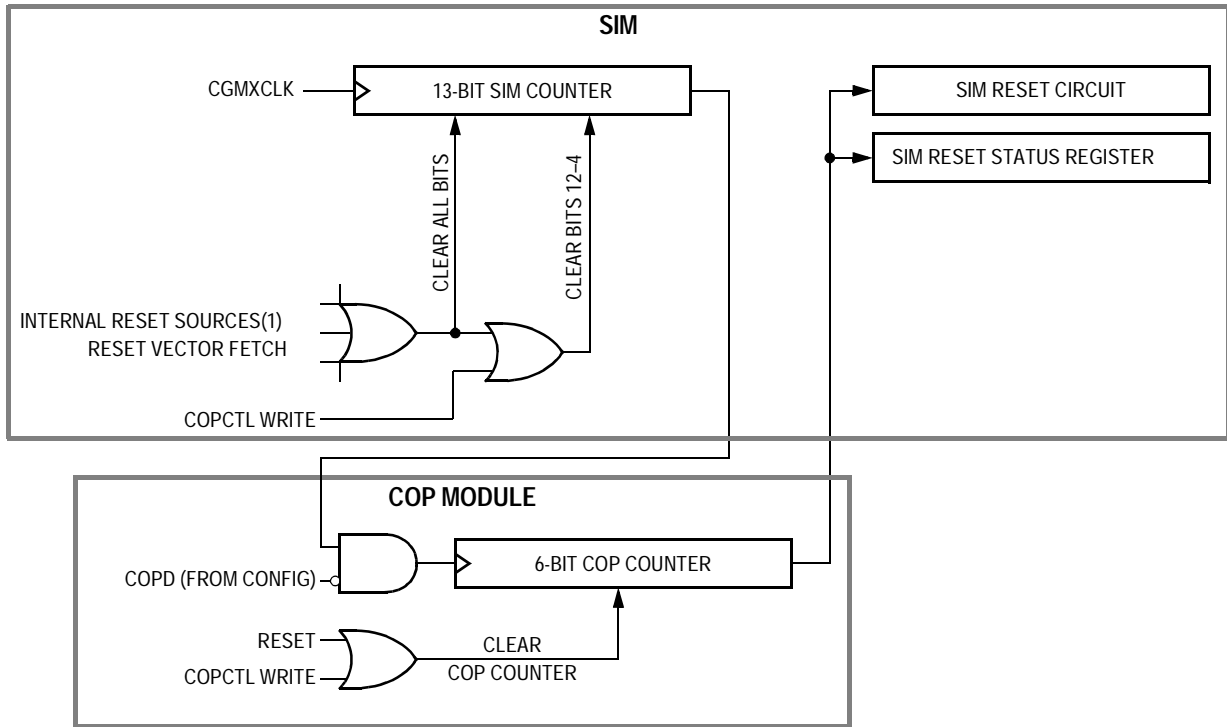 SIM
CGMXCLK
13-BIT SIM COUNTER
SIM RESET CIRCUIT
SIM RESET STATUS REGISTER
CLEAR ALL BITS
CLEAR BITS 12–4
INTERNAL RESET SOURCES(1)
RESET VECTOR FETCH
COPCTL WRITE
COP MODULE
6-BIT COP COUNTER
COPD (FROM CONFIG)
RESET
CLEAR
COPCTL WRITE
COP COUNTER